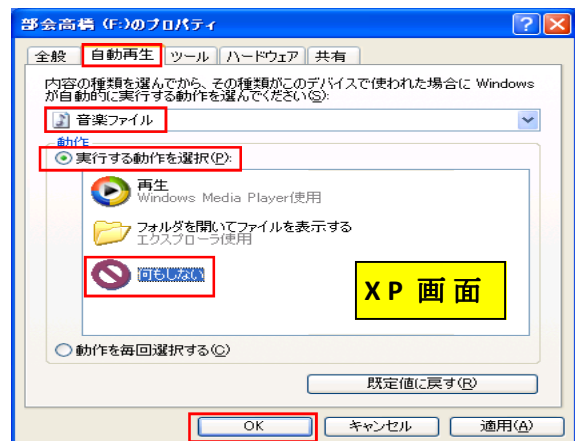 部会高橋 (F:)のプロパティ
全般 自動再生 ツール ハードウェア 共有
内容の種類を選んでから、その種類がこのデバイスで使われた場合に Windows
が自動的に実行する動作を選んでください(S):
音楽ファイル
動作
実行する動作を選択(P):
再生
Windows Media Player使用
フォルダを開いてファイルを表示する
エクスプローラ使用
何もしない
XP 画面
動作を毎回選択する(C)
既定値に戻す(R)
OK キャンセル 適用(A)